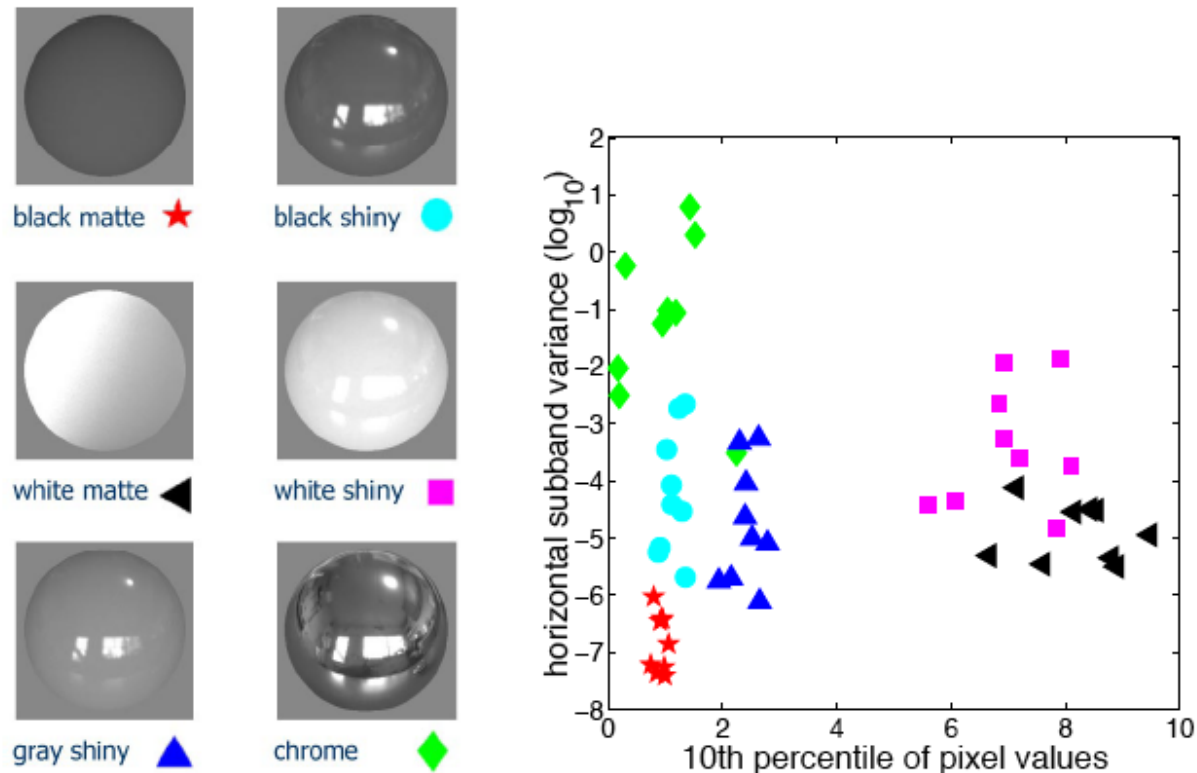 black matte
black shiny
white matte
white shiny
gray shiny
chrome
horizontal subband variance (log10)
2
1
0
−1
−2
−3
−4
−5
−6
−7
−8
0 2 4 6 8 10
10th percentile of pixel values